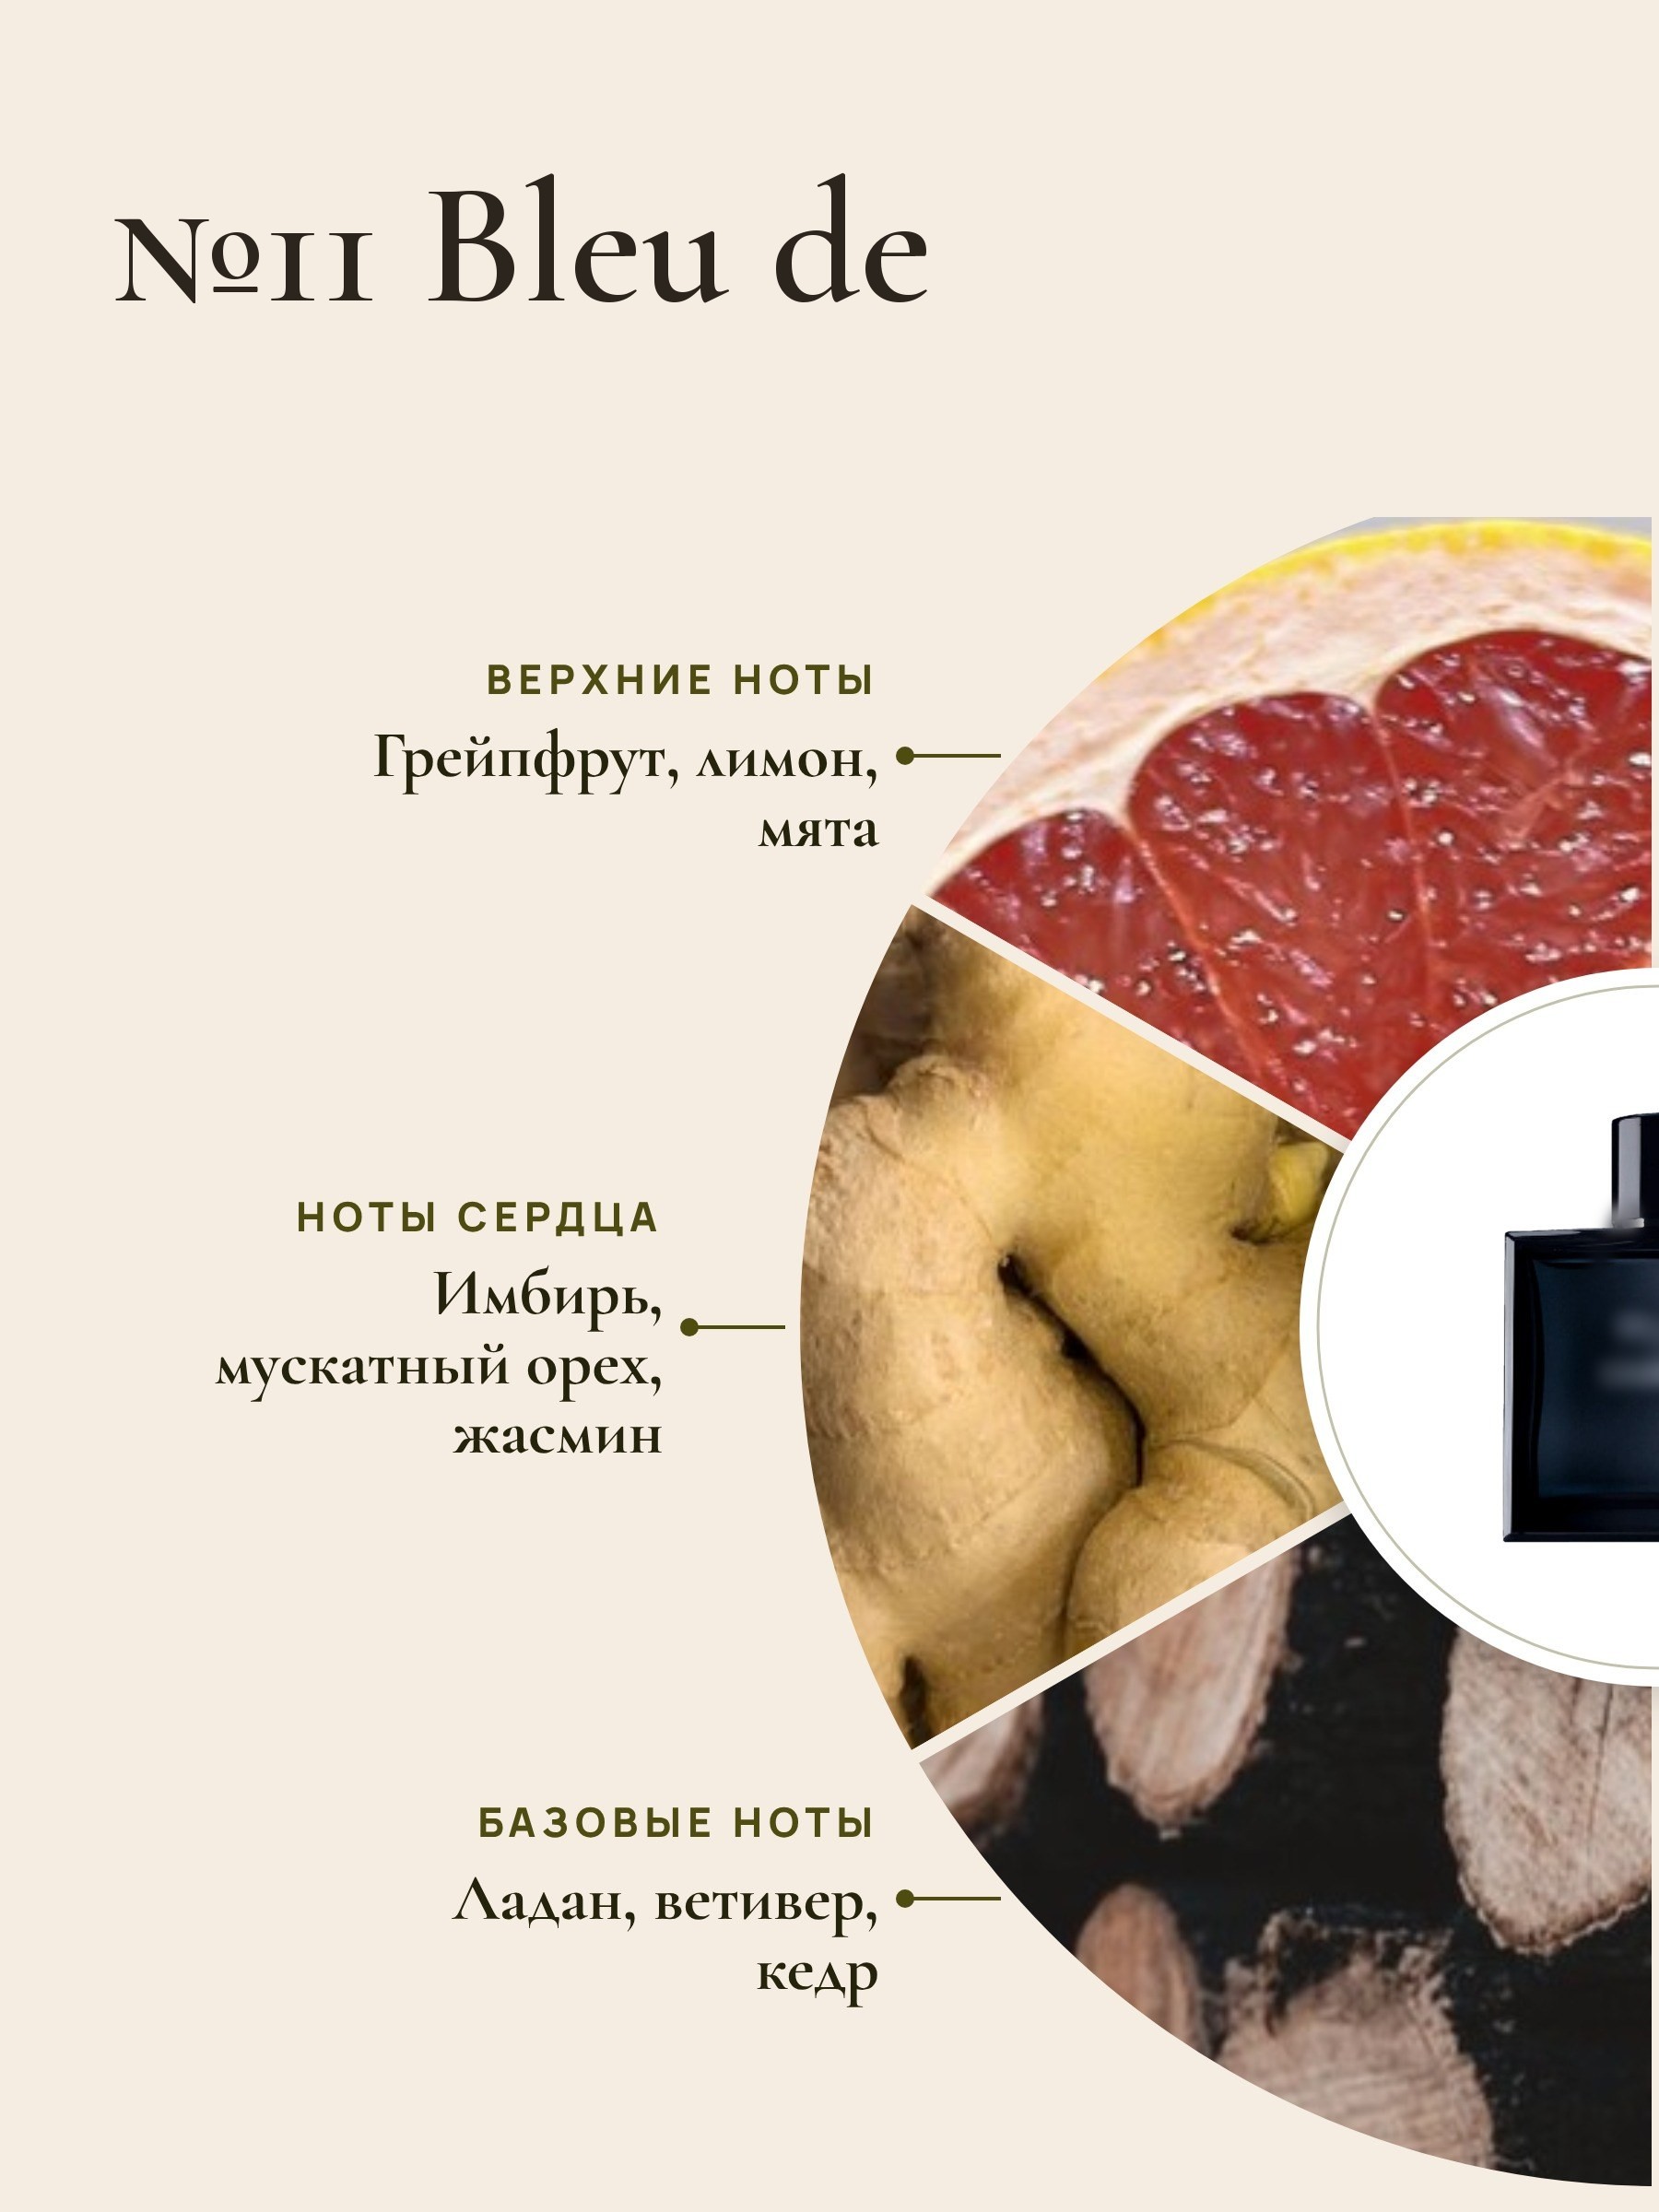 №11 Bleu de
ВЕРХНИЕ НОТЫ
Грейпфрут, лимон,
мята
НОТЫ СЕРДЦА
Имбирь,
мускатный орех,
жасмин
БАЗОВЫЕ НОТЫ
Ладан, ветивер,
кедр